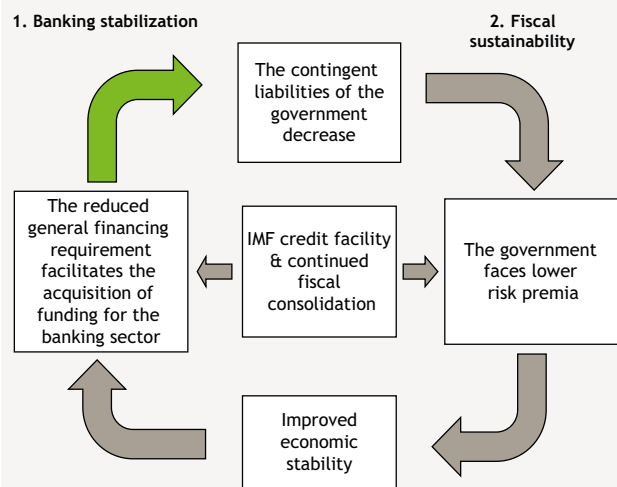 1. Banking stabilization
2. Fiscal
sustainability
The contingent
liabilities of the
government
decrease
The reduced
general financing
requirement
facilitates the
acquisition of
funding for the
banking sector
IMF credit facility
& continued
fiscal
consolidation
The government
faces lower
risk premia
Improved
economic
stability